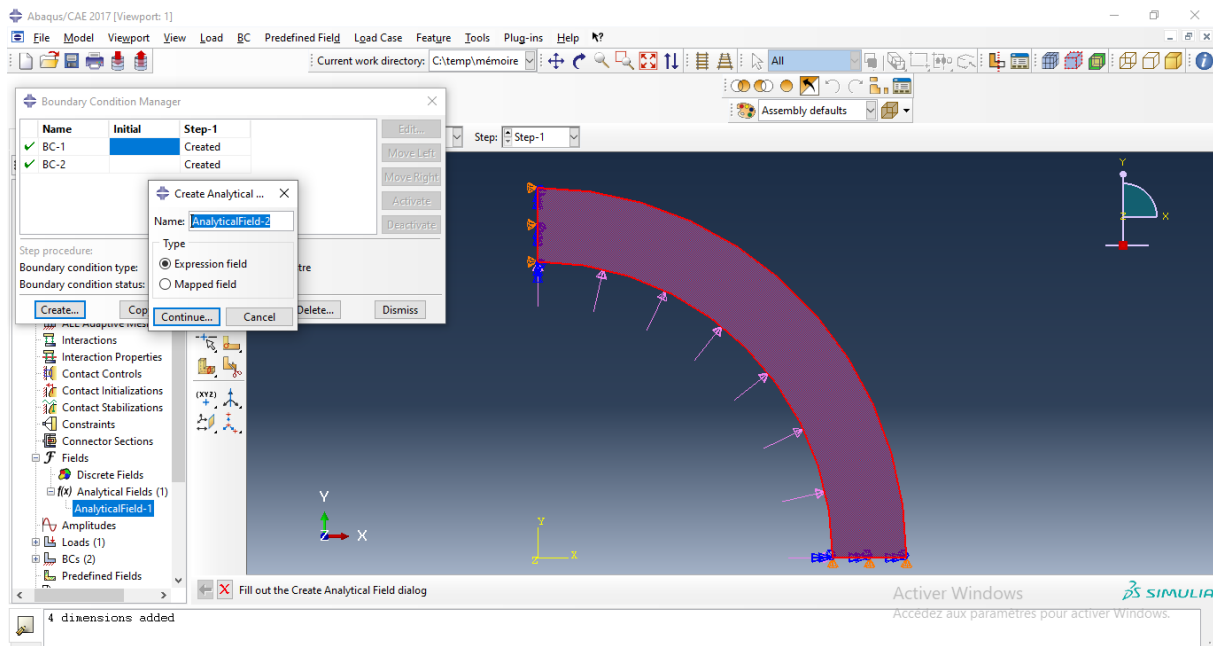 Abaqus/CAE 2017 [Viewport: 1]
File Model Viewport View Load BC Predefined Field Load Case Feature Tools Plug-ins Help
Current work directory: C:\temp\mémoire
All
Assembly defaults
Boundary Condition Manager
Step: Step-1
Name Initial Step-1
BC-1 Created
BC-2 Created
Edit...
Move Left
Move Right
Activate
Deactivate
Create Analytical ...
Name: AnalyticalField-2
Type
Expression field
Mapped field
Continue... Cancel
Step procedure:
Boundary condition type: tre
Boundary condition status:
Create... Cop Delete... Dismiss
ALE Adaptive Mes
Interactions
Interaction Properties
Contact Controls
Contact Initializations
Contact Stabilizations
Constraints
Connector Sections
Fields
Discrete Fields
f(x) Analytical Fields (1)
AnalyticalField-1
Amplitudes
Loads (1)
BCs (2)
Predefined Fields
(XYZ)
Y
Z X
Y
Z X
Y
Z X
Fill out the Create Analytical Field dialog
Activer Windows
Accédez aux paramètres pour activer Windows.
SIMULIA
4 dimensions added